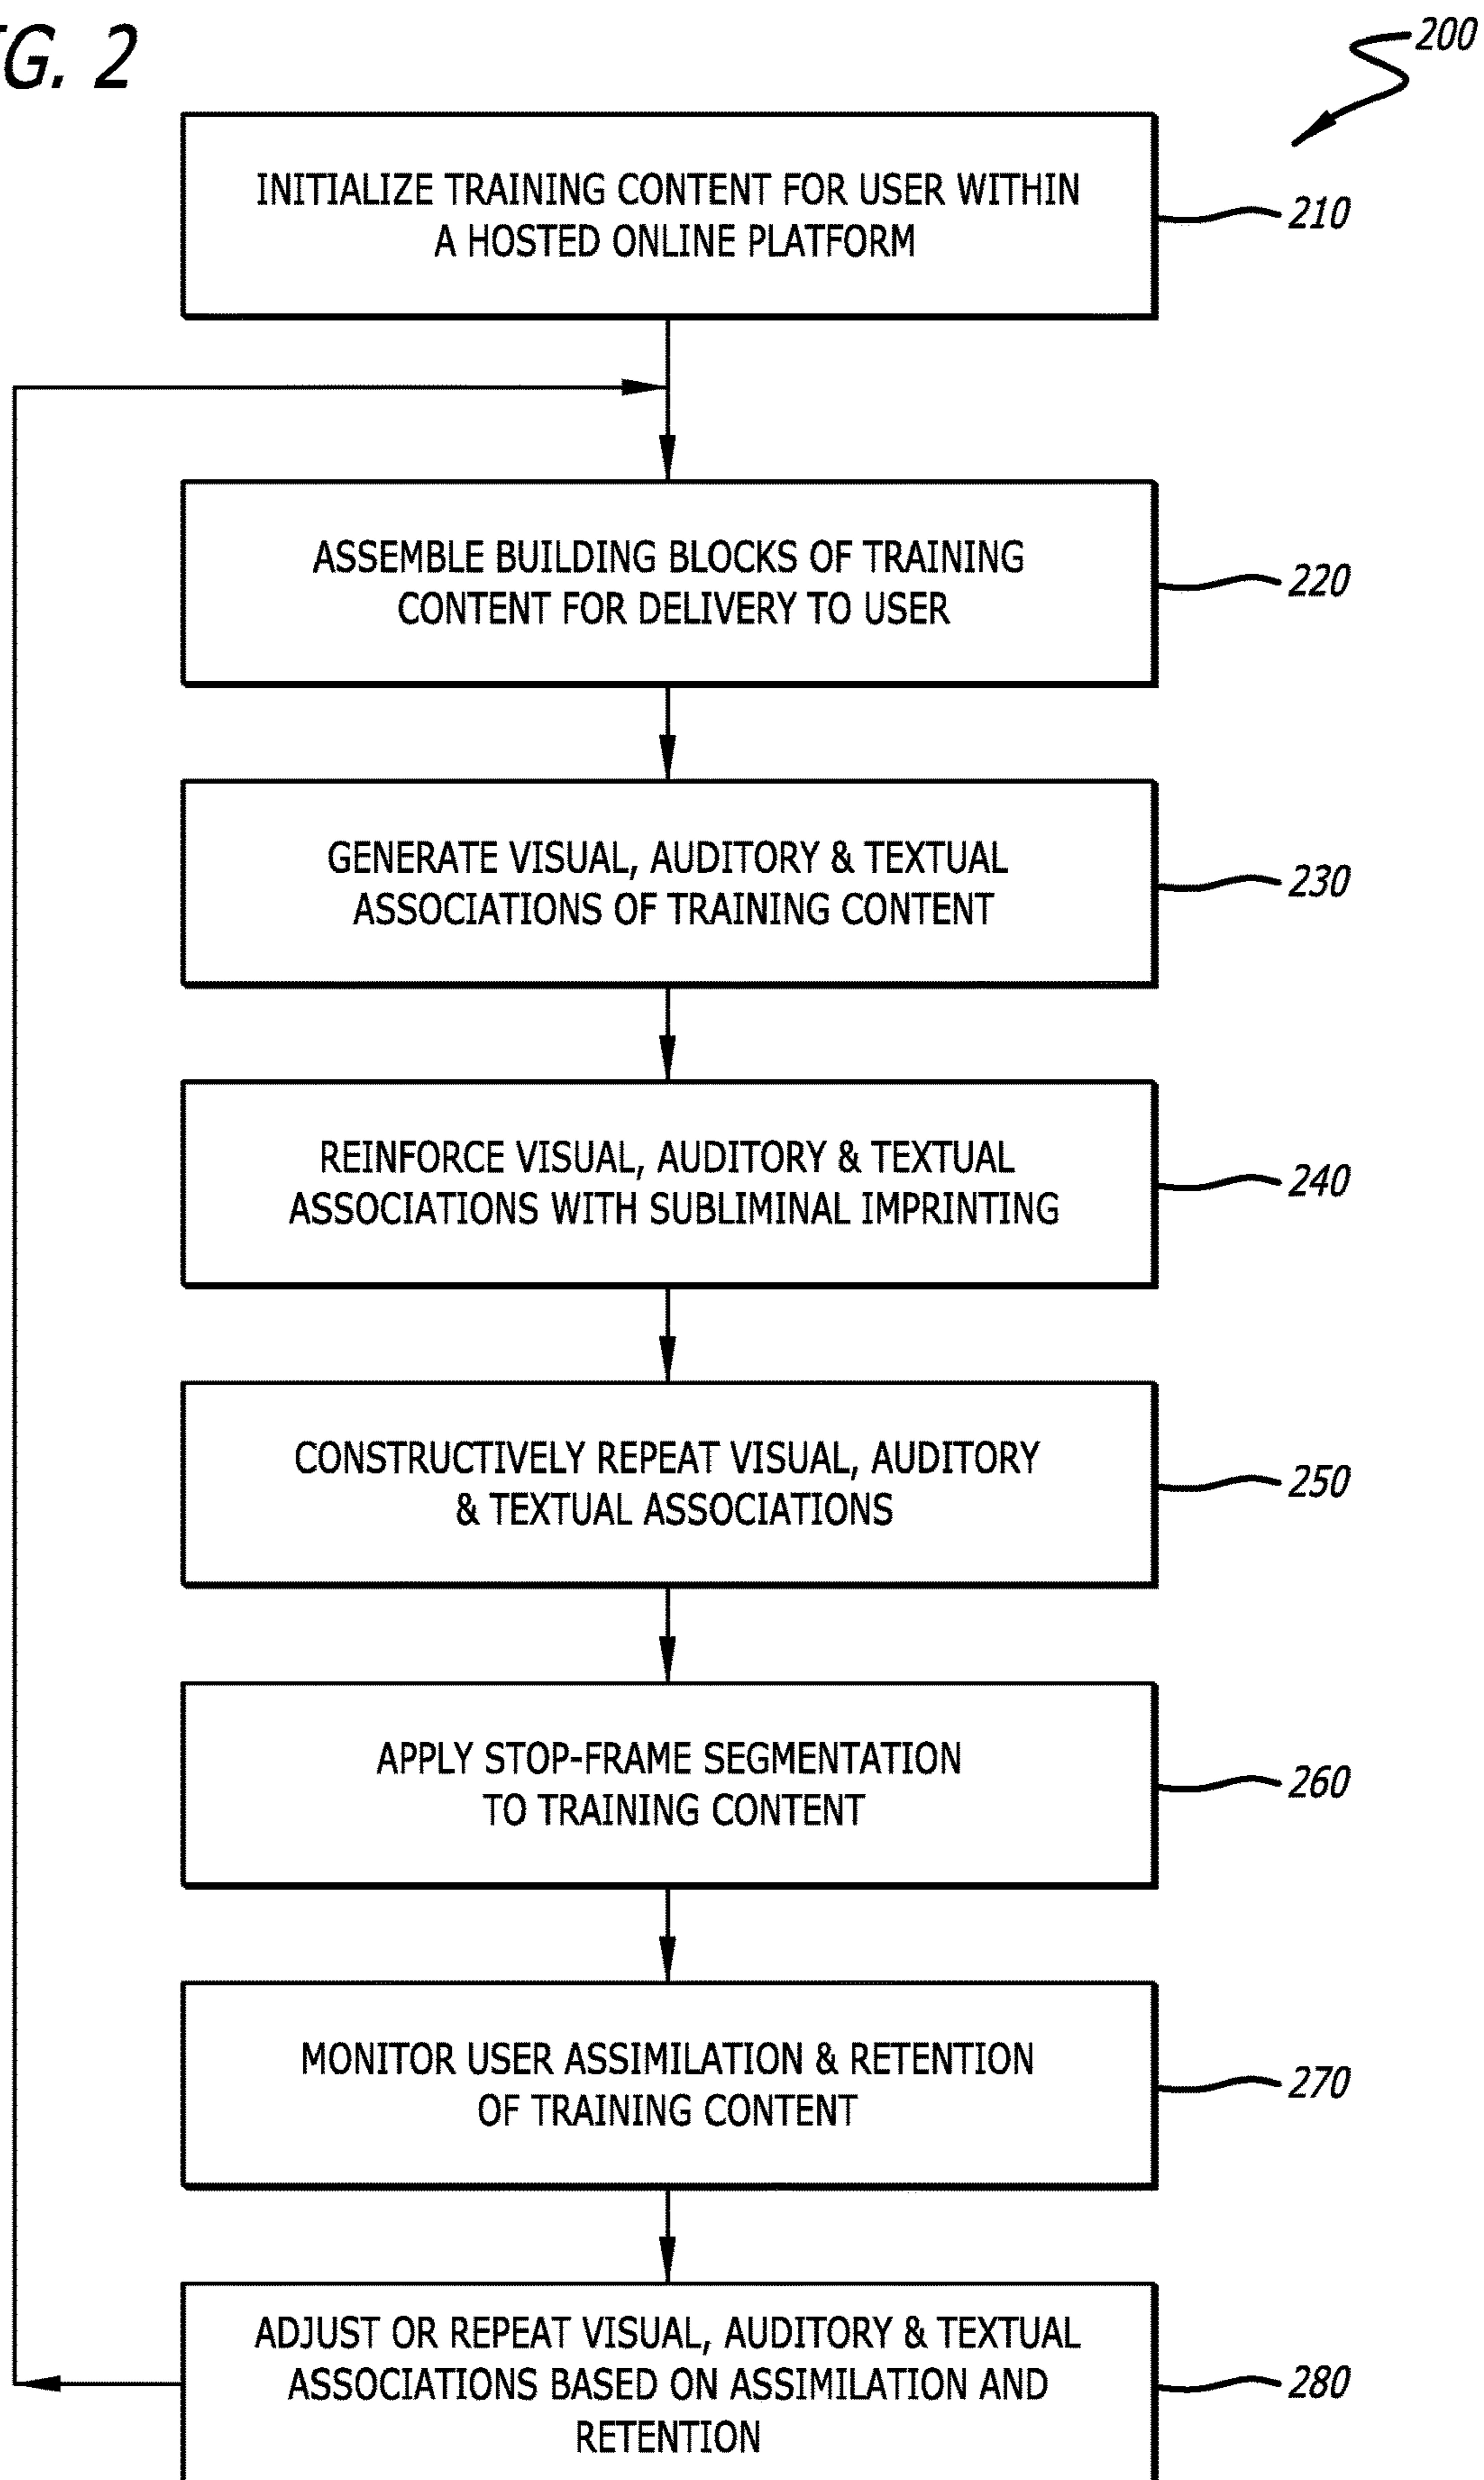 G. 2
200
INITIALIZE TRAINING CONTENT FOR USER WITHIN
A HOSTED ONLINE PLATFORM
210
ASSEMBLE BUILDING BLOCKS OF TRAINING
CONTENT FOR DELIVERY TO USER
220
GENERATE VISUAL, AUDITORY & TEXTUAL
ASSOCIATIONS OF TRAINING CONTENT
230
REINFORCE VISUAL, AUDITORY & TEXTUAL
ASSOCIATIONS WITH SUBLIMINAL IMPRINTING
240
CONSTRUCTIVELY REPEAT VISUAL, AUDITORY
& TEXTUAL ASSOCIATIONS
250
APPLY STOP-FRAME SEGMENTATION
TO TRAINING CONTENT
260
MONITOR USER ASSIMILATION & RETENTION
OF TRAINING CONTENT
270
ADJUST OR REPEAT VISUAL, AUDITORY & TEXTUAL
ASSOCIATIONS BASED ON ASSIMILATION AND
RETENTION
280